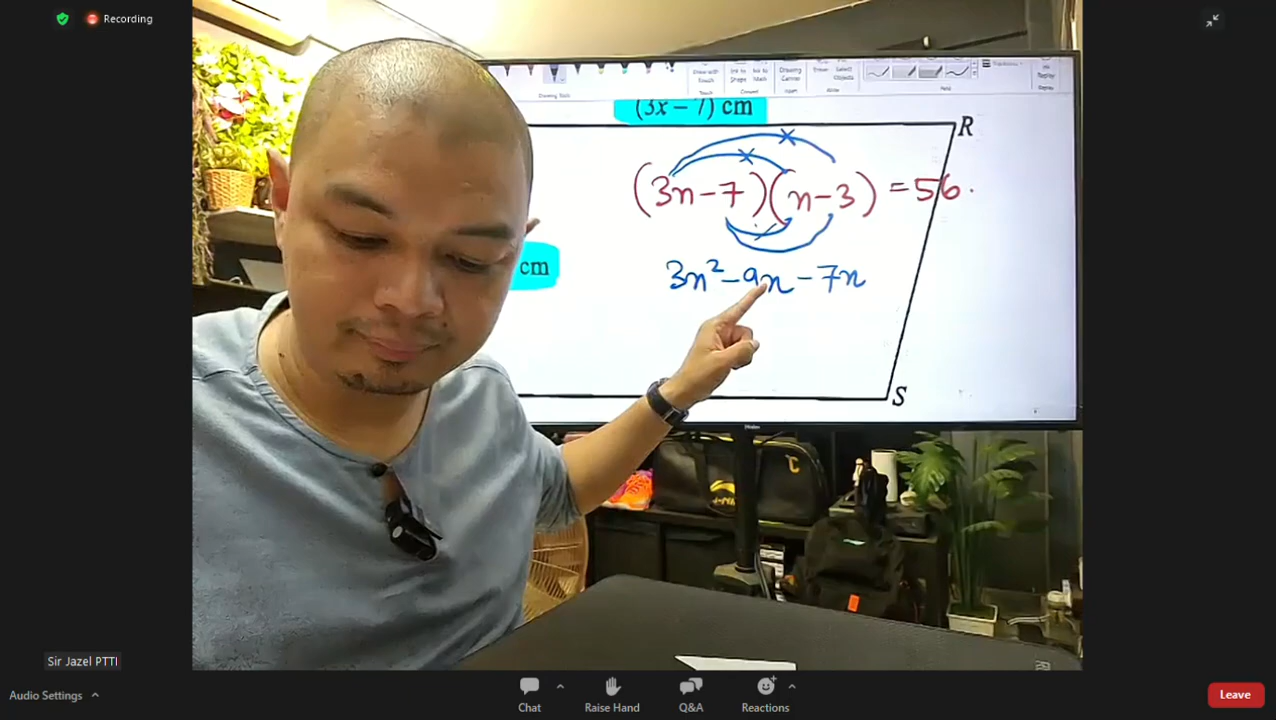 Recording
(3x – 7) cm
R
(3x-7)(x-3) = 56.
cm
3x²-9x-7x
S
Sir Jazel PTTI
Audio Settings
Chat
Raise Hand
Q&A
Reactions
Leave